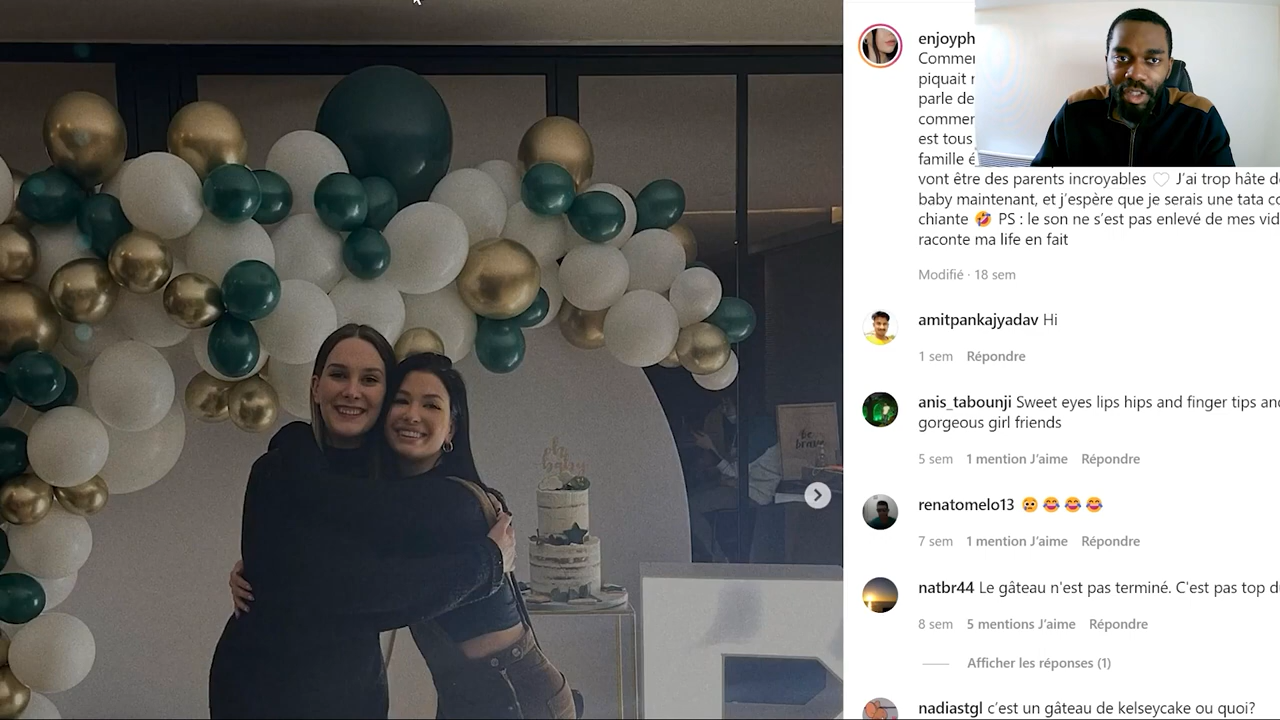 oh
baby
be
brave
enjoyph
Commer
piquait r
parle de
commer
est tous
famille é
vont être des parents incroyables 🤍 J’ai trop hâte de
baby maintenant, et j’espère que je serais une tata co
chiante 🤣 PS : le son ne s’est pas enlevé de mes vid
raconte ma life en fait
Modifié · 18 sem
amitpankajyadav Hi
1 sem Répondre
anis_tabounji Sweet eyes lips hips and finger tips and
gorgeous girl friends
5 sem 1 mention J’aime Répondre
renatomelo13 🥺 😂 😂 😂
7 sem 1 mention J’aime Répondre
natbr44 Le gâteau n'est pas terminé. C'est pas top d
8 sem 5 mentions J’aime Répondre
Afficher les réponses (1)
nadiastgl c’est un gâteau de kelseycake ou quoi?